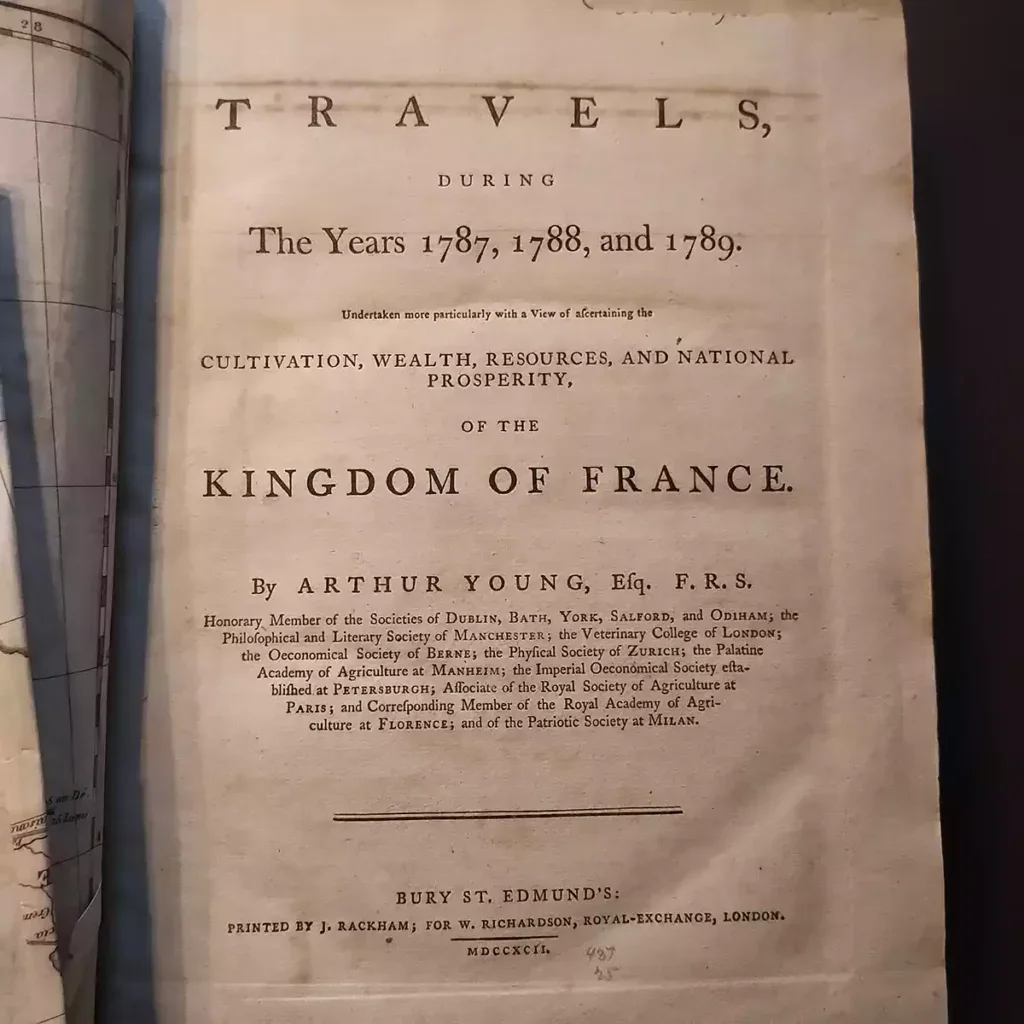 28
TRAVELS,
DURING
The Years 1787, 1788, and 1789.
Undertaken more particularly with a View of aſcertaining the
CULTIVATION, WEALTH, RESOURCES, AND NATIONAL
PROSPERITY,
OF THE
KINGDOM OF FRANCE.
By ARTHUR YOUNG, Eſq. F. R. S.
Honorary Member of the Societies of DUBLIN, BATH, YORK, SALFORD, and ODIHAM; the
Philoſophical and Literary Society of MANCHESTER; the Veterinary College of LONDON;
the Oeconomical Society of BERNE; the Phyſical Society of ZURICH; the Palatine
Academy of Agriculture at MANHEIM; the Imperial Oeconomical Society eſta-
bliſhed at PETERSBURGH; Aſſociate of the Royal Society of Agriculture at
PARIS; and Correſponding Member of the Royal Academy of Agri-
culture at FLORENCE; and of the Patriotic Society at MILAN.
BURY ST. EDMUND'S:
PRINTED BY J. RACKHAM; FOR W. RICHARDSON, ROYAL-EXCHANGE, LONDON.
MDCCXCII.